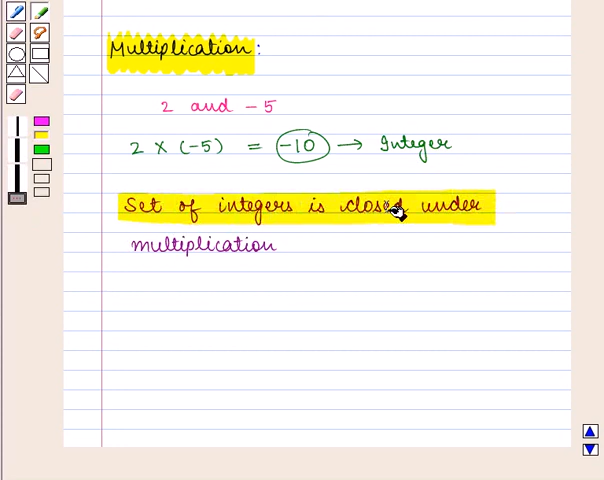 Multiplication:
2 and -5
2 × (-5) = -10 → Integer
Set of integers is closed under
multiplication